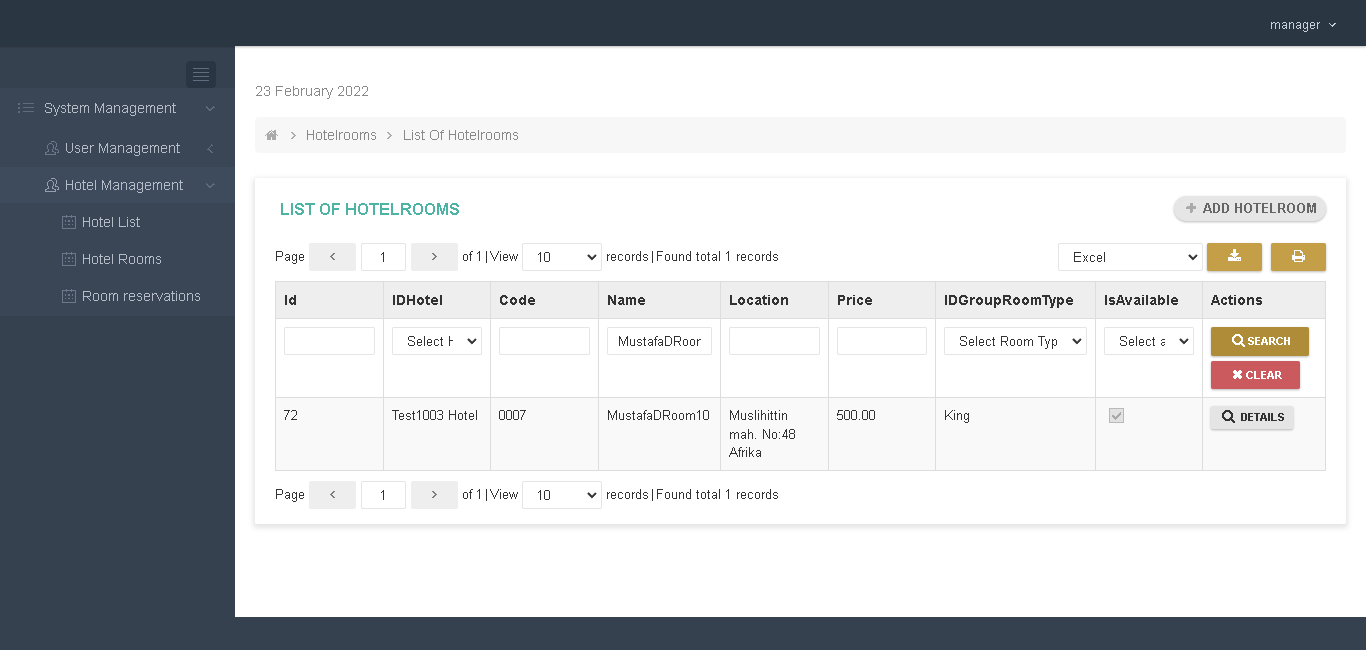 manager
System Management
User Management
Hotel Management
Hotel List
Hotel Rooms
Room reservations
23 February 2022
Hotelrooms List Of Hotelrooms
LIST OF HOTELROOMS
ADD HOTELROOM
Page 1 of 1 | View 10 records | Found total 1 records
Excel
Id IDHotel Code Name Location Price IDGroupRoomType IsAvailable Actions
Select MustafaDRoor Select Room Typ Select a SEARCH
CLEAR
72 Test1003 Hotel 0007 MustafaDRoom10 Muslihittin 500.00 King DETAILS
mah. No:48
Afrika
Page 1 of 1 | View 10 records | Found total 1 records